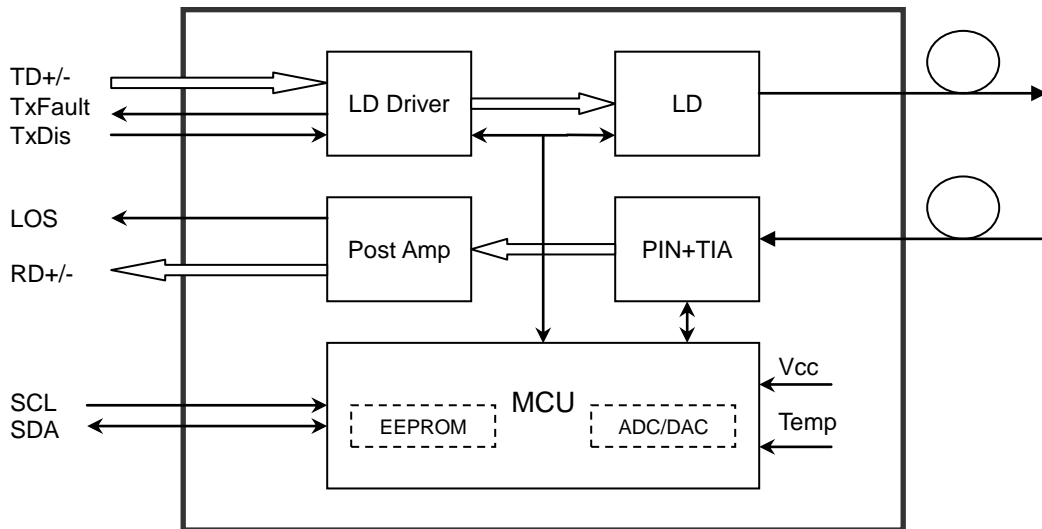 TD+/-
TxFault
TxDis
LD Driver
LD
LOS
RD+/-
Post Amp
PIN+TIA
SCL
SDA
MCU
EEPROM
ADC/DAC
Vcc
Temp